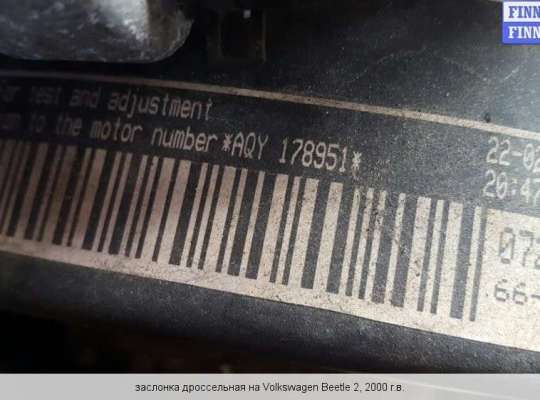 FINN
FINN
test and adjustment
to the motor number *AQY 178951*
22-02
20:47
072
66-
заслонка дроссельная на Volkswagen Beetle 2, 2000 г.в.